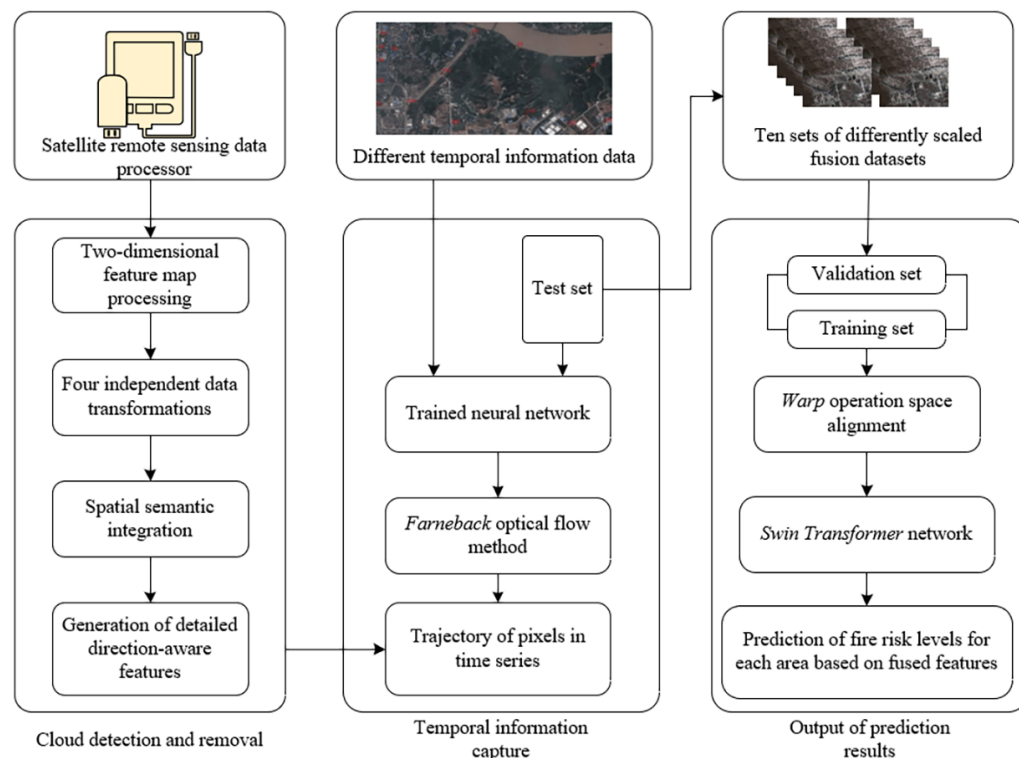 Satellite remote sensing data
processor
Two-dimensional
feature map
processing
Four independent data
transformations
Spatial semantic
integration
Generation of detailed
direction-aware
features
Cloud detection and removal
Different temporal information data
Test set
Trained neural network
Farneback optical flow
method
Trajectory of pixels in
time series
Temporal information
capture
Ten sets of differently scaled
fusion datasets
Validation set
Training set
Warp operation space
alignment
Swin Transformer network
Prediction of fire risk levels for
each area based on fused features
Output of prediction
results